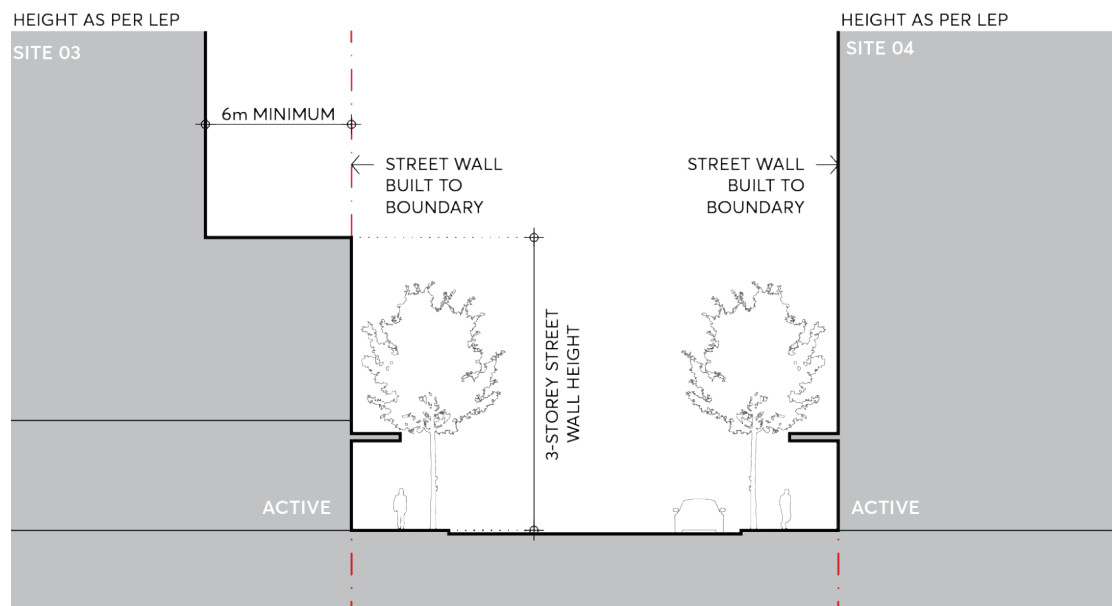 HEIGHT AS PER LEP
SITE 03
HEIGHT AS PER LEP
SITE 04
6m MINIMUM
STREET WALL
BUILT TO
BOUNDARY
STREET WALL
BUILT TO
BOUNDARY
3-STOREY STREET
WALL HEIGHT
ACTIVE
ACTIVE